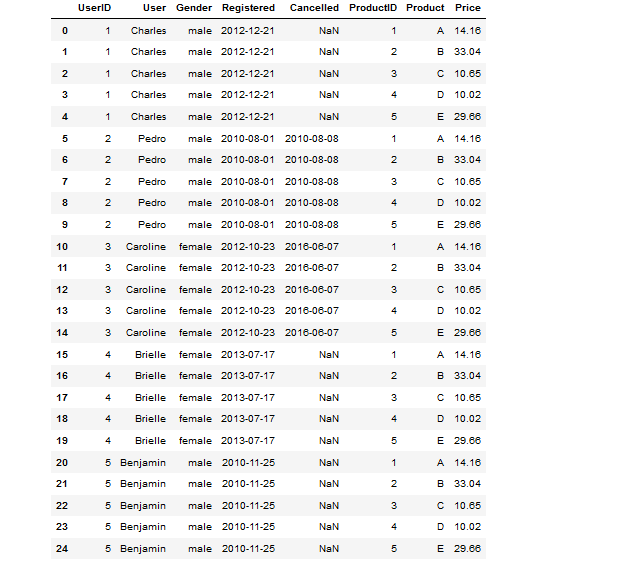 UserID User Gender Registered Cancelled ProductID Product Price
0 1 Charles male 2012-12-21 NaN 1 A 14.16
1 1 Charles male 2012-12-21 NaN 2 B 33.04
2 1 Charles male 2012-12-21 NaN 3 C 10.65
3 1 Charles male 2012-12-21 NaN 4 D 10.02
4 1 Charles male 2012-12-21 NaN 5 E 29.66
5 2 Pedro male 2010-08-01 2010-08-08 1 A 14.16
6 2 Pedro male 2010-08-01 2010-08-08 2 B 33.04
7 2 Pedro male 2010-08-01 2010-08-08 3 C 10.65
8 2 Pedro male 2010-08-01 2010-08-08 4 D 10.02
9 2 Pedro male 2010-08-01 2010-08-08 5 E 29.66
10 3 Caroline female 2012-10-23 2016-06-07 1 A 14.16
11 3 Caroline female 2012-10-23 2016-06-07 2 B 33.04
12 3 Caroline female 2012-10-23 2016-06-07 3 C 10.65
13 3 Caroline female 2012-10-23 2016-06-07 4 D 10.02
14 3 Caroline female 2012-10-23 2016-06-07 5 E 29.66
15 4 Brielle female 2013-07-17 NaN 1 A 14.16
16 4 Brielle female 2013-07-17 NaN 2 B 33.04
17 4 Brielle female 2013-07-17 NaN 3 C 10.65
18 4 Brielle female 2013-07-17 NaN 4 D 10.02
19 4 Brielle female 2013-07-17 NaN 5 E 29.66
20 5 Benjamin male 2010-11-25 NaN 1 A 14.16
21 5 Benjamin male 2010-11-25 NaN 2 B 33.04
22 5 Benjamin male 2010-11-25 NaN 3 C 10.65
23 5 Benjamin male 2010-11-25 NaN 4 D 10.02
24 5 Benjamin male 2010-11-25 NaN 5 E 29.66